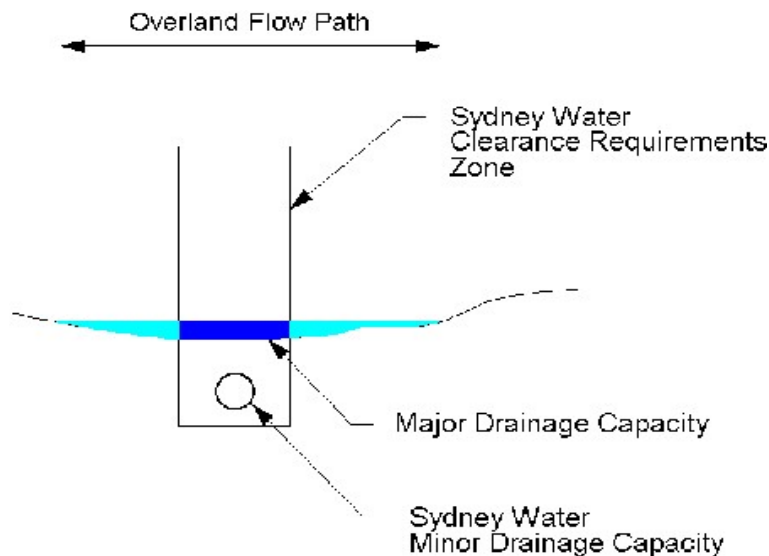 Overland Flow Path
Sydney Water
Clearance Requirements
Zone
Major Drainage Capacity
Sydney Water
Minor Drainage Capacity